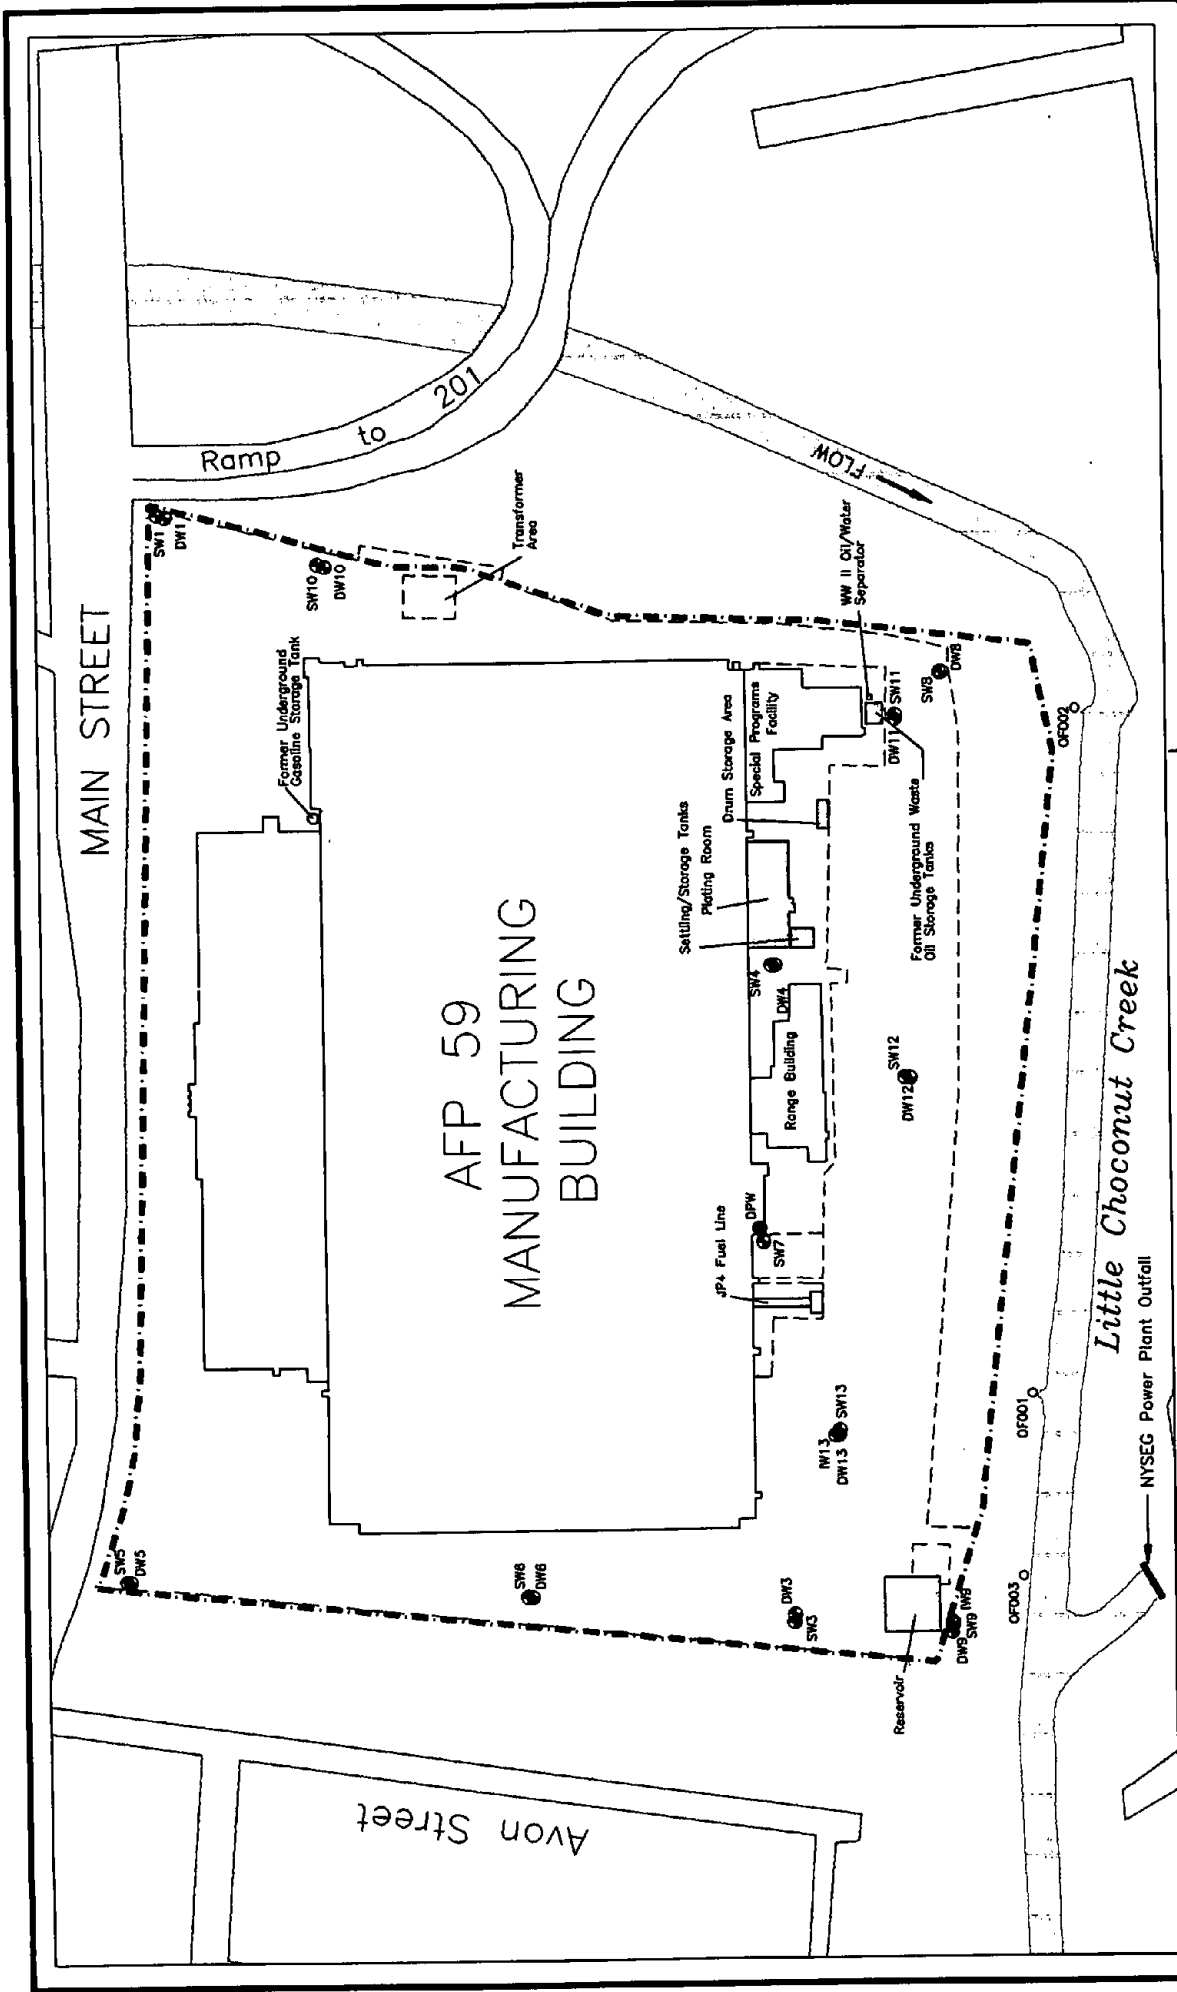 MAIN STREET
Ramp
to
201
SW1
DW1
SW10
DW10
Transformer
Area
Former Underground
Gasoline Storage Tank
AFP 59
MANUFACTURING
BUILDING
FLOW
WW II Oil/Water
Separator
SW8
DW8
DW11
SW11
Special Programs
Facility
Drum Storage Area
Settling/Storage Tanks
Plating Room
Former Underground Waste
Oil Storage Tanks
OF002
SW4
DW4
Range Building
SW12
DW12
DPW
SW7
JP4 Fuel Line
Little Choconut Creek
IW13
DW13
SW13
OF001
NYSEG Power Plant Outfall
SW5
DW5
SW6
DW6
DW3
SW3
Reservoir
IW9
SW9
DW9
OF003
Avon Street